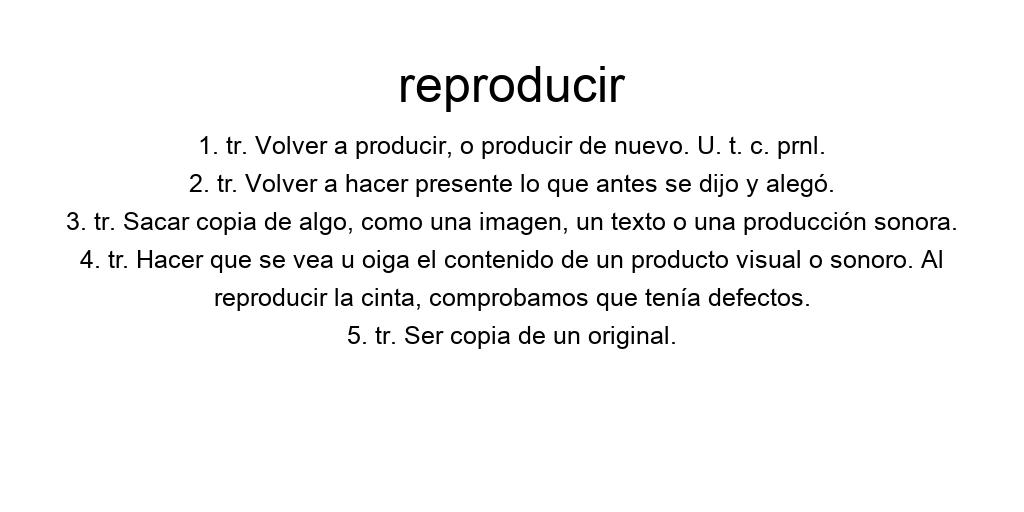 reproducir
1. tr. Volver a producir, o producir de nuevo. U. t. c. prnl.
2. tr. Volver a hacer presente lo que antes se dijo y alegó.
3. tr. Sacar copia de algo, como una imagen, un texto o una producción sonora.
4. tr. Hacer que se vea u oiga el contenido de un producto visual o sonoro. Al
reproducir la cinta, comprobamos que tenía defectos.
5. tr. Ser copia de un original.